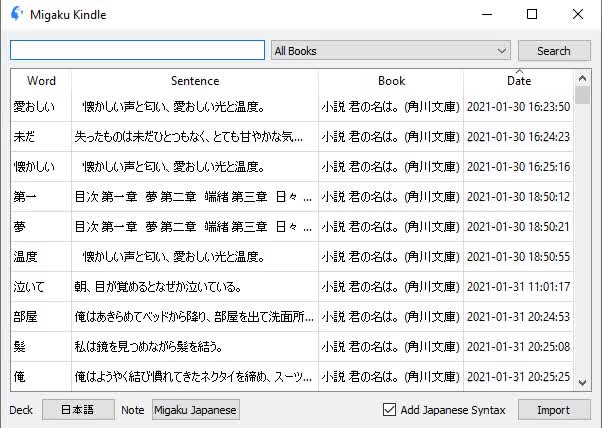 Migaku Kindle
All Books Search
Word Sentence Book Date
愛おしい 懐かしい声と匂い、愛おしい光と温度。 小説 君の名は。(角川文庫) 2021-01-30 16:23:50
未だ 失ったものは未だひとつもなく、とても甘やかな気... 小説 君の名は。(角川文庫) 2021-01-30 16:24:23
懐かしい 懐かしい声と匂い、愛おしい光と温度。 小説 君の名は。(角川文庫) 2021-01-30 16:25:16
第一 目次 第一章 夢 第二章 端緒 第三章 日々 ... 小説 君の名は。(角川文庫) 2021-01-30 18:50:12
夢 目次 第一章 夢 第二章 端緒 第三章 日々 ... 小説 君の名は。(角川文庫) 2021-01-30 18:50:21
温度 懐かしい声と匂い、愛おしい光と温度。 小説 君の名は。(角川文庫) 2021-01-30 18:50:55
泣いて 朝、目が覚めるとなぜか泣いている。 小説 君の名は。(角川文庫) 2021-01-31 11:01:17
部屋 俺はあきらめてベッドから降り、部屋を出て洗面所... 小説 君の名は。(角川文庫) 2021-01-31 20:24:53
髪 私は鏡を見つめながら髪を結う。 小説 君の名は。(角川文庫) 2021-01-31 20:25:08
俺 俺はようやく結び慣れてきたネクタイを締め、スーツ... 小説 君の名は。(角川文庫) 2021-01-31 20:25:25
Deck 日本語 Note Migaku Japanese Add Japanese Syntax Import